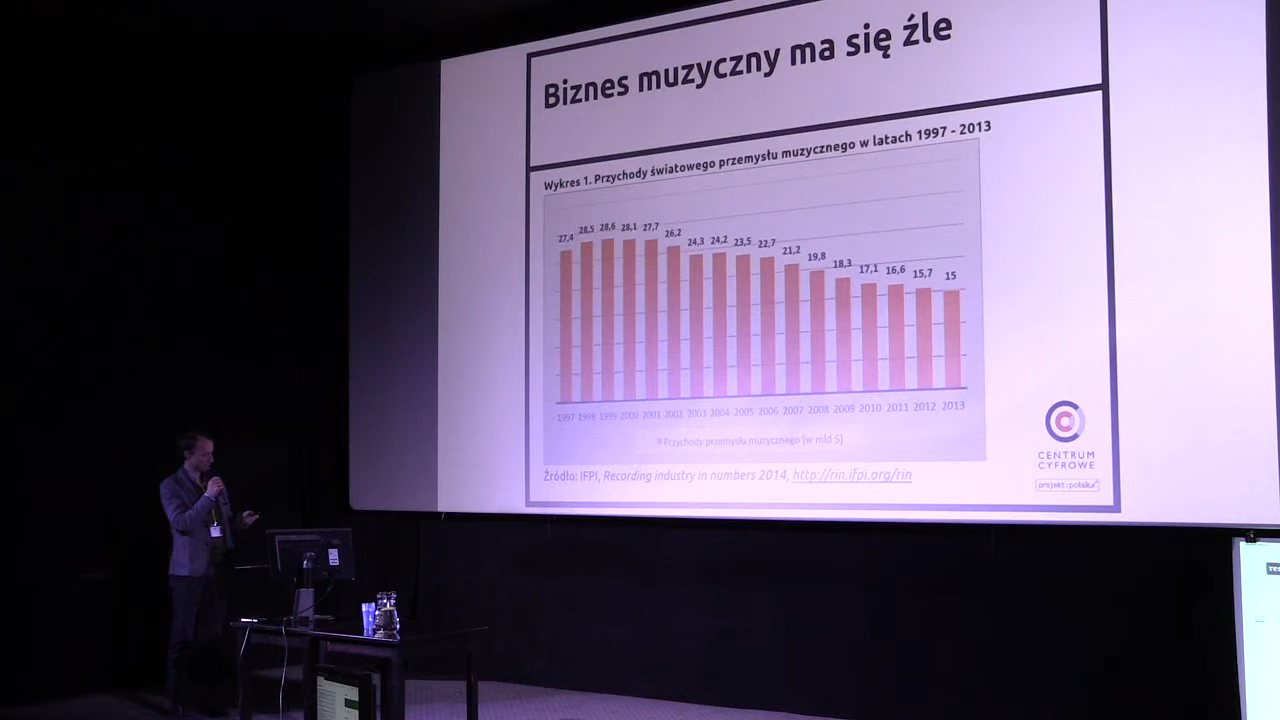 Biznes muzyczny ma się źle
Wykres 1. Przychody światowego przemysłu muzycznego w latach 1997 - 2013
27,4 28,5 28,6 28,1 27,7 26,2 24,3 24,2 23,5 22,7 21,2 19,8 18,3 17,1 16,6 15,7 15
1997 1998 1999 2000 2001 2002 2003 2004 2005 2006 2007 2008 2009 2010 2011 2012 2013
Przychody przemysłu muzycznego [w mld $]
Źródło: IFPI, Recording industry in numbers 2014, http://rin.ifpi.org/rin
CENTRUM
CYFROWE
projekt: polska